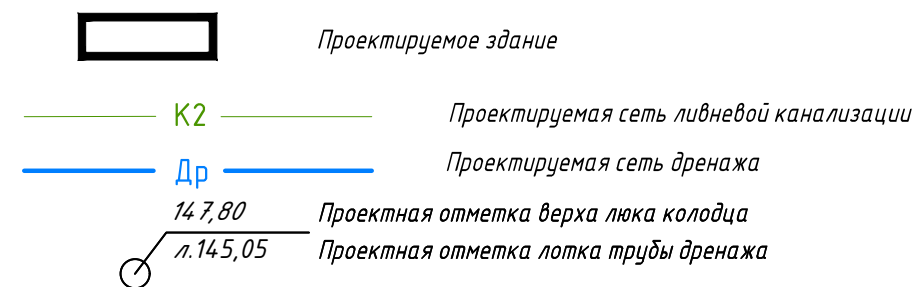 Проектируемое здание
К2 Проектируемая сеть ливневой канализации
Др Проектируемая сеть дренажа
147,80 Проектная отметка верха люка колодца
л.145,05 Проектная отметка лотка трубы дренажа